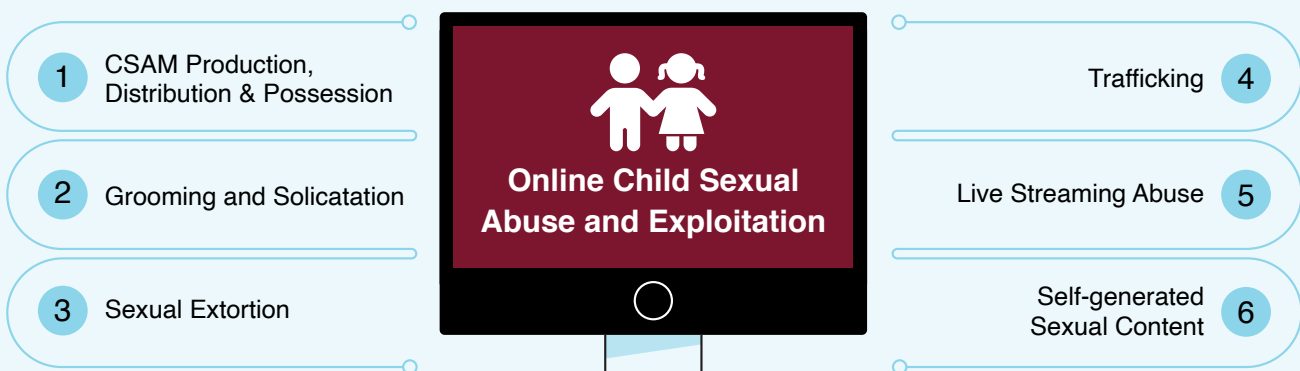 1
CSAM Production,
Distribution & Possession
2
Grooming and Solicatation
3
Sexual Extortion
Online Child Sexual
Abuse and Exploitation
Trafficking
4
Live Streaming Abuse
5
Self-generated
Sexual Content
6